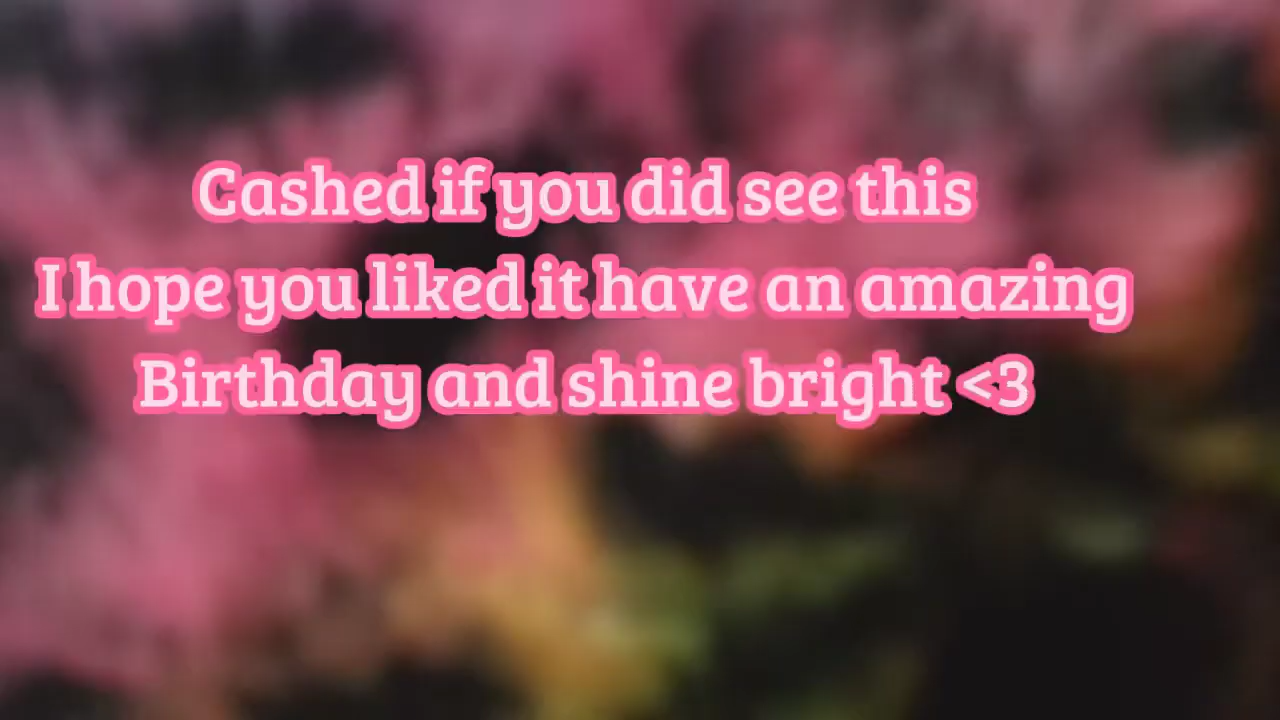 Cashed if you did see this
I hope you liked it have an amazing
Birthday and shine bright <3